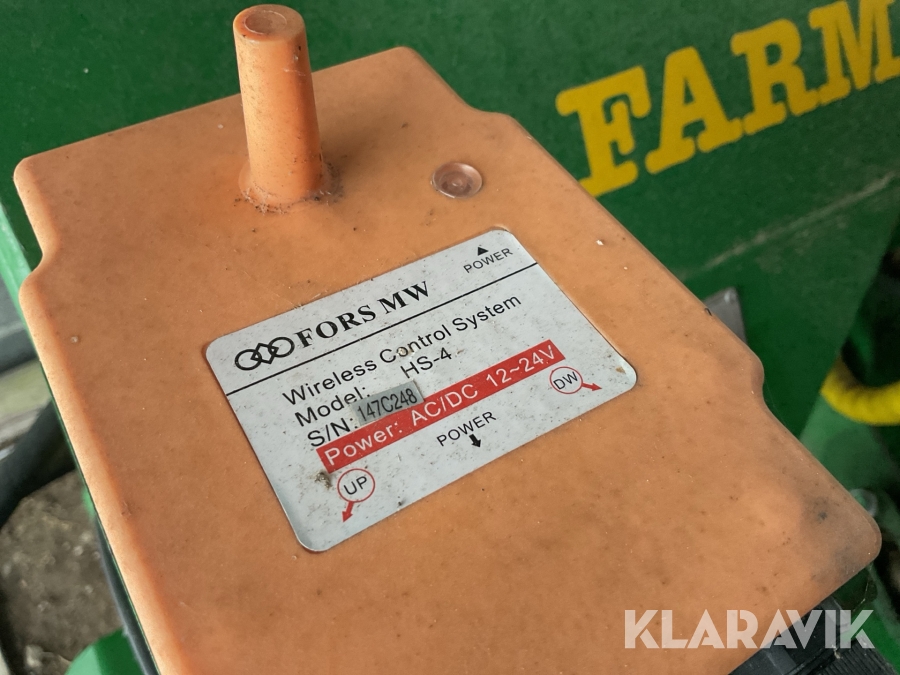 FARM
POWER
FORS MW
Wireless Control System
Model: HS-4
S/N: 147C248
Power: AC/DC 12~24V
DW
POWER
UP
KLARAVIK